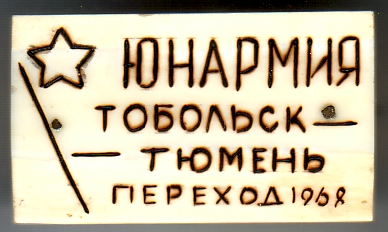 ЮНАРМИЯ
ТОБОЛЬСК —
— ТЮМЕНЬ
ПЕРЕХОД 1968